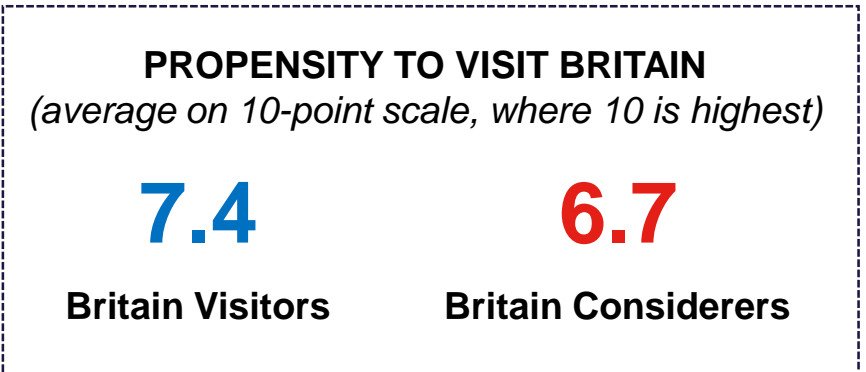 PROPENSITY TO VISIT BRITAIN
(average on 10-point scale, where 10 is highest)
7.4 6.7
Britain Visitors Britain Considerers